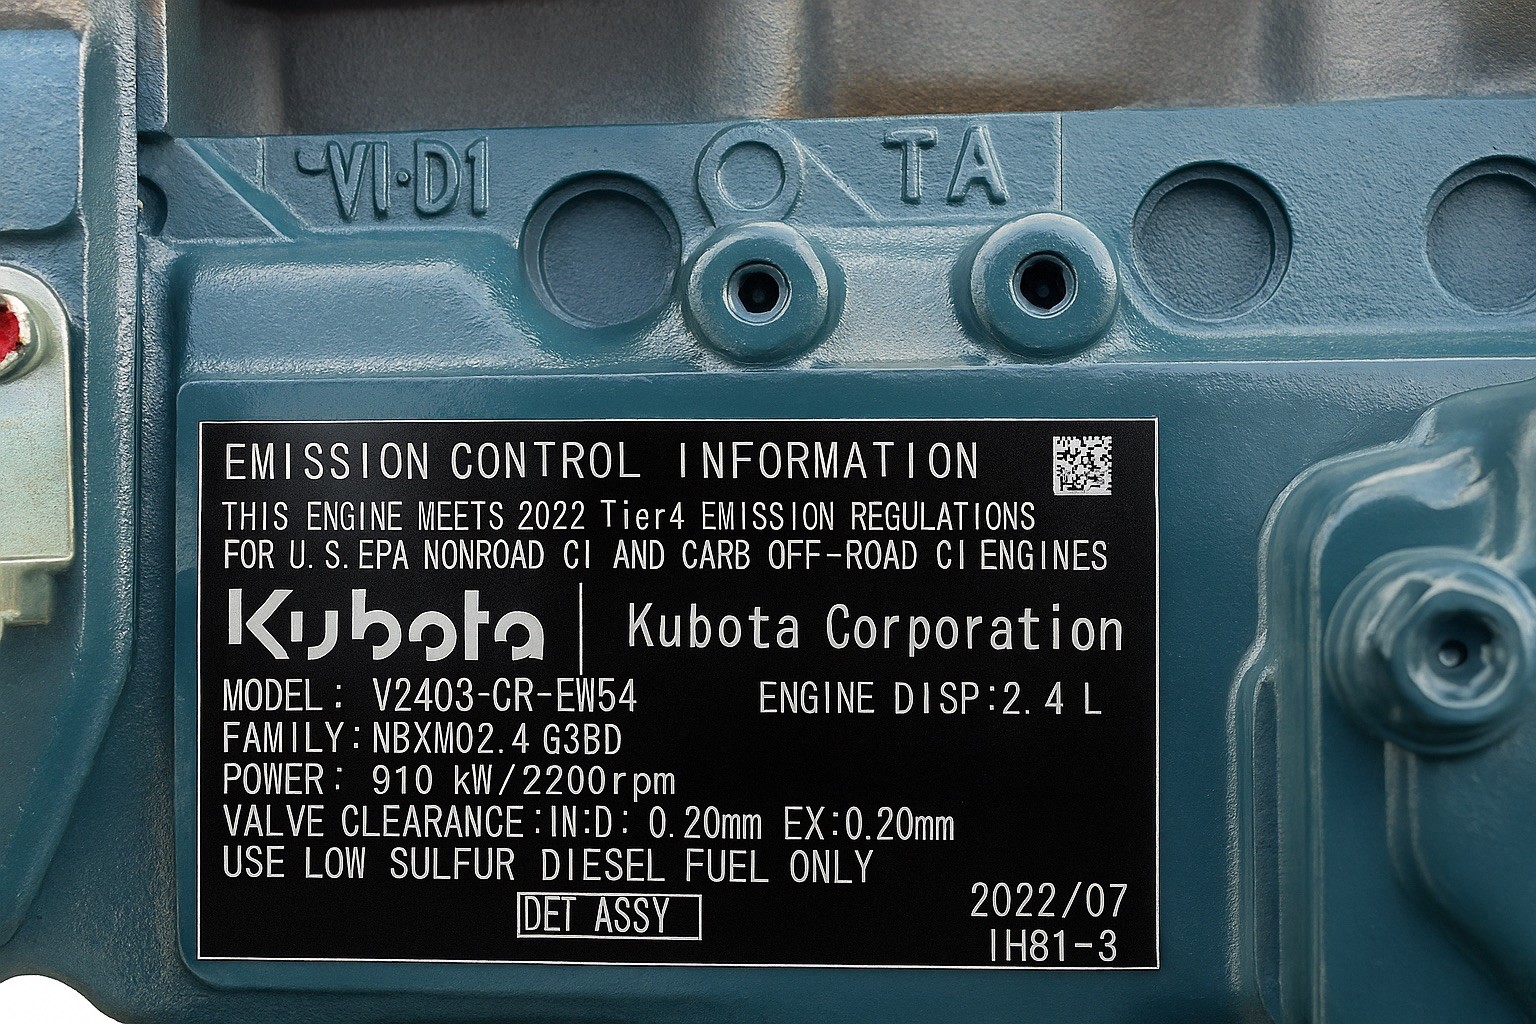 VI·D1
TA
EMISSION CONTROL INFORMATION
THIS ENGINE MEETS 2022 Tier4 EMISSION REGULATIONS
FOR U.S.EPA NONROAD CI AND CARB OFF-ROAD CI ENGINES
Kubota
Kubota Corporation
MODEL: V2403-CR-EW54 ENGINE DISP:2.4 L
FAMILY:NBXM02.4 G3BD
POWER: 910 kW/2200rpm
VALVE CLEARANCE:IN:D: 0.20mm EX:0.20mm
USE LOW SULFUR DIESEL FUEL ONLY
DET ASSY
2022/07
IH81-3